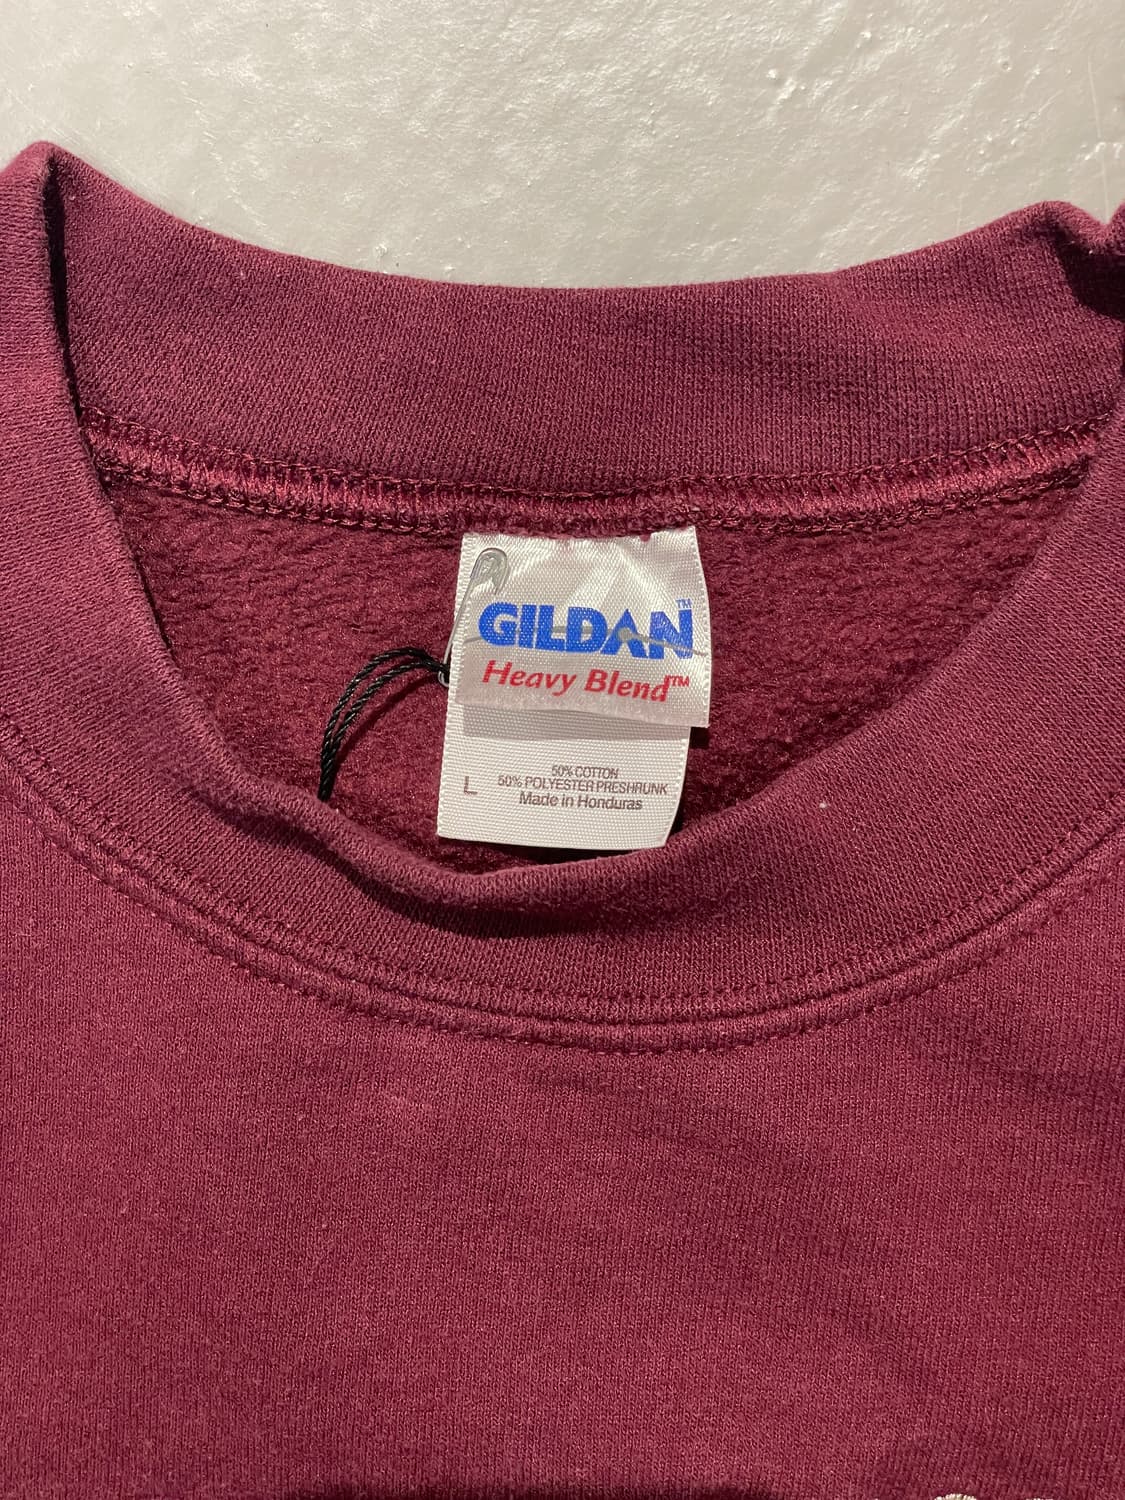 GILDAN™
Heavy Blend™
50% COTTON
L 50% POLYESTER PRESHRUNK
Made in Honduras